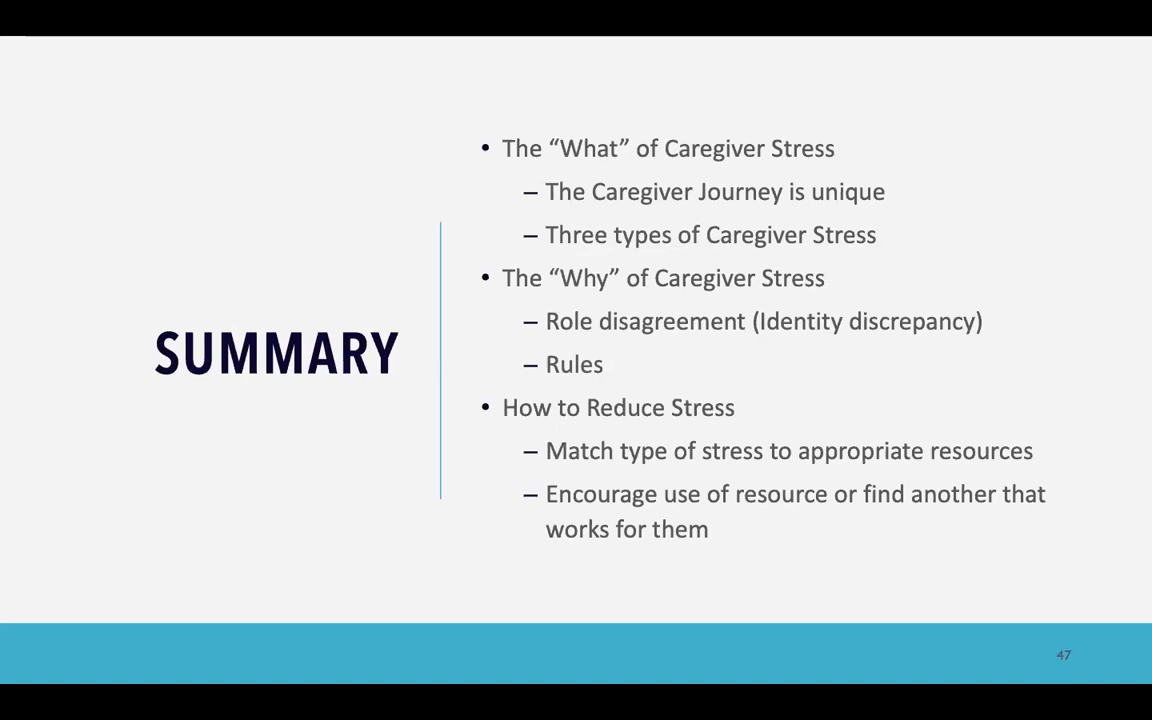 SUMMARY
• The “What” of Caregiver Stress
– The Caregiver Journey is unique
– Three types of Caregiver Stress
• The “Why” of Caregiver Stress
– Role disagreement (Identity discrepancy)
– Rules
• How to Reduce Stress
– Match type of stress to appropriate resources
– Encourage use of resource or find another that
works for them
47